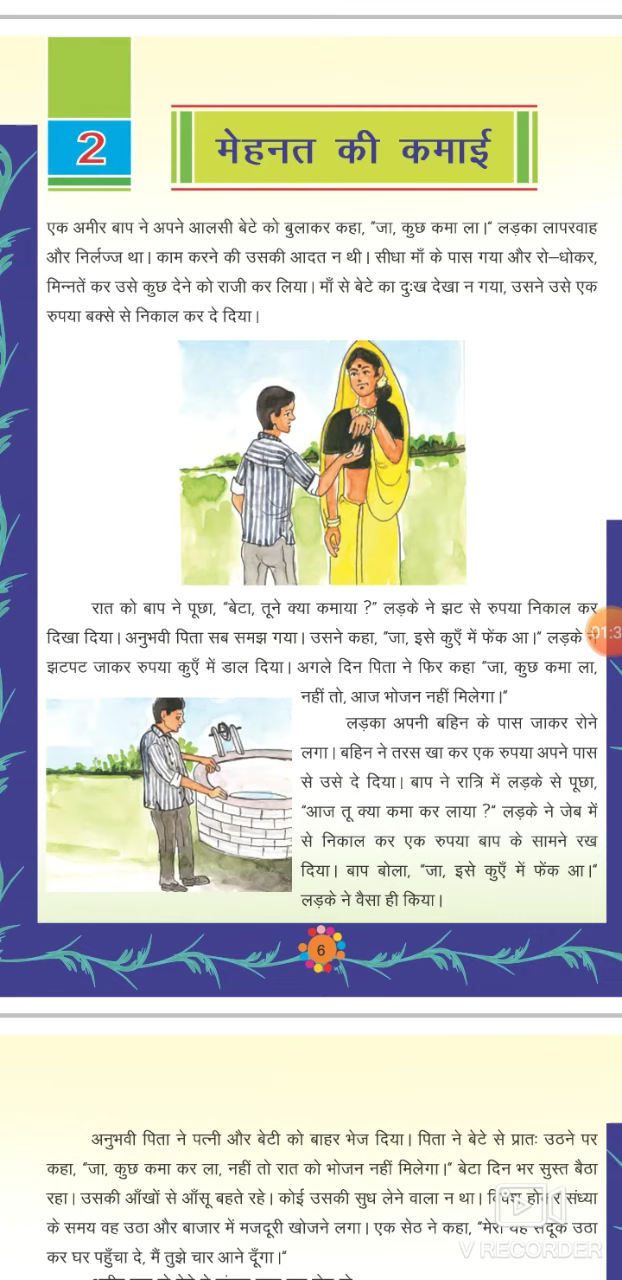 2
मेहनत की कमाई
एक अमीर बाप ने अपने आलसी बेटे को बुलाकर कहा, "जा, कुछ कमा ला।" लड़का लापरवाह
और निर्लज्ज था। काम करने की उसकी आदत न थी। सीधा माँ के पास गया और रो–धोकर,
मिन्नतें कर उसे कुछ देने को राजी कर लिया। माँ से बेटे का दुःख देखा न गया, उसने उसे एक
रुपया बक्से से निकाल कर दे दिया।
रात को बाप ने पूछा, "बेटा, तूने क्या कमाया ?" लड़के ने झट से रुपया निकाल कर
दिखा दिया। अनुभवी पिता सब समझ गया। उसने कहा, "जा, इसे कुएँ में फेंक आ।" लड़के
झटपट जाकर रुपया कुएँ में डाल दिया। अगले दिन पिता ने फिर कहा "जा, कुछ कमा ला,
नहीं तो, आज भोजन नहीं मिलेगा।"
लड़का अपनी बहिन के पास जाकर रोने
लगा। बहिन ने तरस खा कर एक रुपया अपने पास
से उसे दे दिया। बाप ने रात्रि में लड़के से पूछा,
"आज तू क्या कमा कर लाया ?" लड़के ने जेब में
से निकाल कर एक रुपया बाप के सामने रख
दिया। बाप बोला, "जा, इसे कुएँ में फेंक आ।"
लड़के ने वैसा ही किया।
6
अनुभवी पिता ने पत्नी और बेटी को बाहर भेज दिया। पिता ने बेटे से प्रातः उठने पर
कहा, "जा, कुछ कमा कर ला, नहीं तो रात को भोजन नहीं मिलेगा।" बेटा दिन भर सुस्त बैठा
रहा। उसकी आँखों से आँसू बहते रहे। कोई उसकी सुध लेने वाला न था। विवश होकर संध्या
के समय वह उठा और बाजार में मजदूरी खोजने लगा। एक सेठ ने कहा, "मेरा यह संदूक उठा
कर घर पहुँचा दे, मैं तुझे चार आने दूँगा।"
V RECORDER